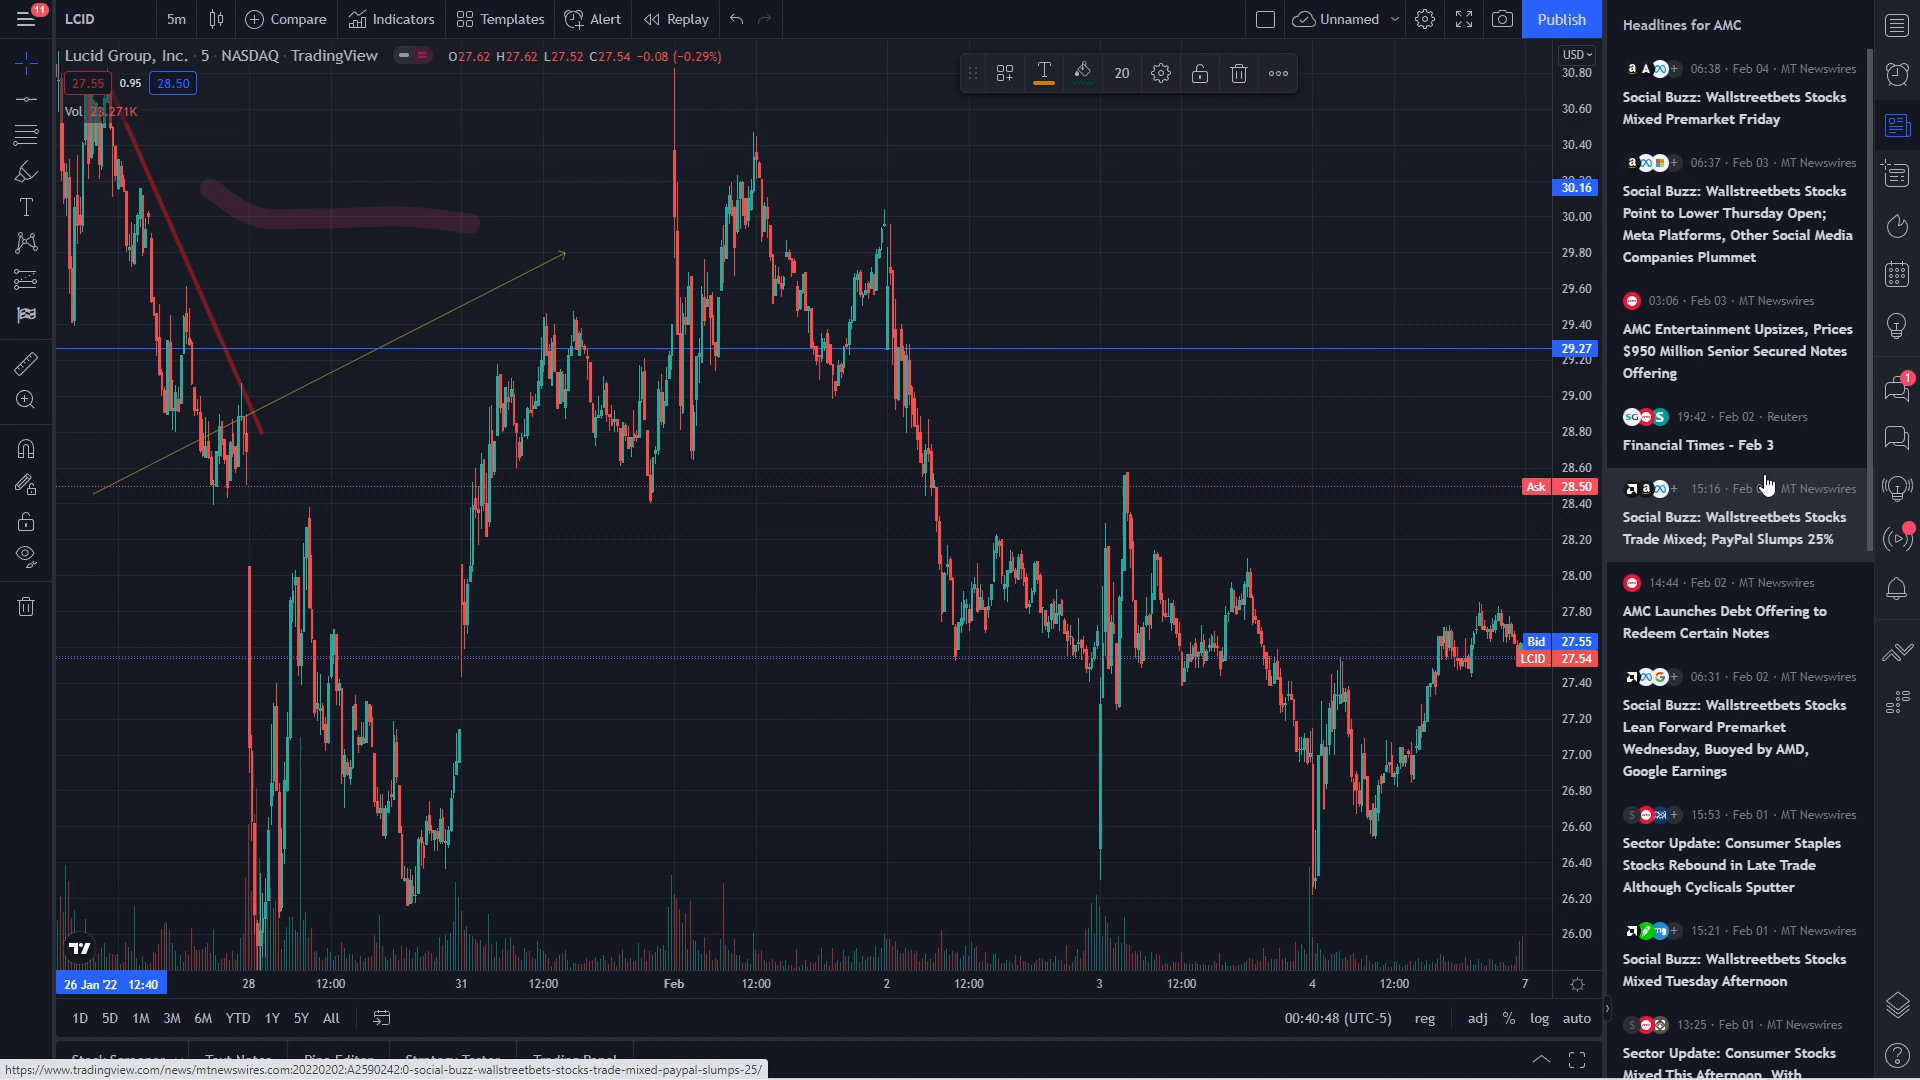 11
LCID
5m
Compare
Indicators
Templates
Alert
Replay
Unnamed
Publish
Lucid Group, Inc. · 5 · NASDAQ · TradingView
O27.62 H27.62 L27.52 C27.54 −0.08 (−0.29%)
27.55
0.95
28.50
Vol 23.271K
20
USD
30.80
30.60
30.40
30.16
30.00
29.80
29.60
29.40
29.27
29.20
29.00
28.80
28.60
Ask 28.50
28.40
28.20
28.00
27.80
Bid 27.55
LCID 27.54
27.40
27.20
27.00
26.80
26.60
26.40
26.20
26.00
26 Jan '22 12:40
28
12:00
31
12:00
Feb
12:00
2
12:00
3
12:00
4
12:00
7
1D
5D
1M
3M
6M
YTD
1Y
5Y
All
00:40:48 (UTC-5)
reg
adj
%
log
auto
https://www.tradingview.com/news/mtnewswires.com:20220202:A2590242:0-social-buzz-wallstreetbets-stocks-trade-mixed-paypal-slumps-25/
Headlines for AMC
06:38 · Feb 04 · MT Newswires
Social Buzz: Wallstreetbets Stocks
Mixed Premarket Friday
06:37 · Feb 03 · MT Newswires
Social Buzz: Wallstreetbets Stocks
Point to Lower Thursday Open;
Meta Platforms, Other Social Media
Companies Plummet
03:06 · Feb 03 · MT Newswires
AMC Entertainment Upsizes, Prices
$950 Million Senior Secured Notes
Offering
19:42 · Feb 02 · Reuters
Financial Times - Feb 3
15:16 · Feb MT Newswires
Social Buzz: Wallstreetbets Stocks
Trade Mixed; PayPal Slumps 25%
14:44 · Feb 02 · MT Newswires
AMC Launches Debt Offering to
Redeem Certain Notes
06:31 · Feb 02 · MT Newswires
Social Buzz: Wallstreetbets Stocks
Lean Forward Premarket
Wednesday, Buoyed by AMD,
Google Earnings
15:53 · Feb 01 · MT Newswires
Sector Update: Consumer Staples
Stocks Rebound in Late Trade
Although Cyclicals Sputter
15:21 · Feb 01 · MT Newswires
Social Buzz: Wallstreetbets Stocks
Mixed Tuesday Afternoon
13:25 · Feb 01 · MT Newswires
Sector Update: Consumer Stocks
Mixed This Afternoon, With
1